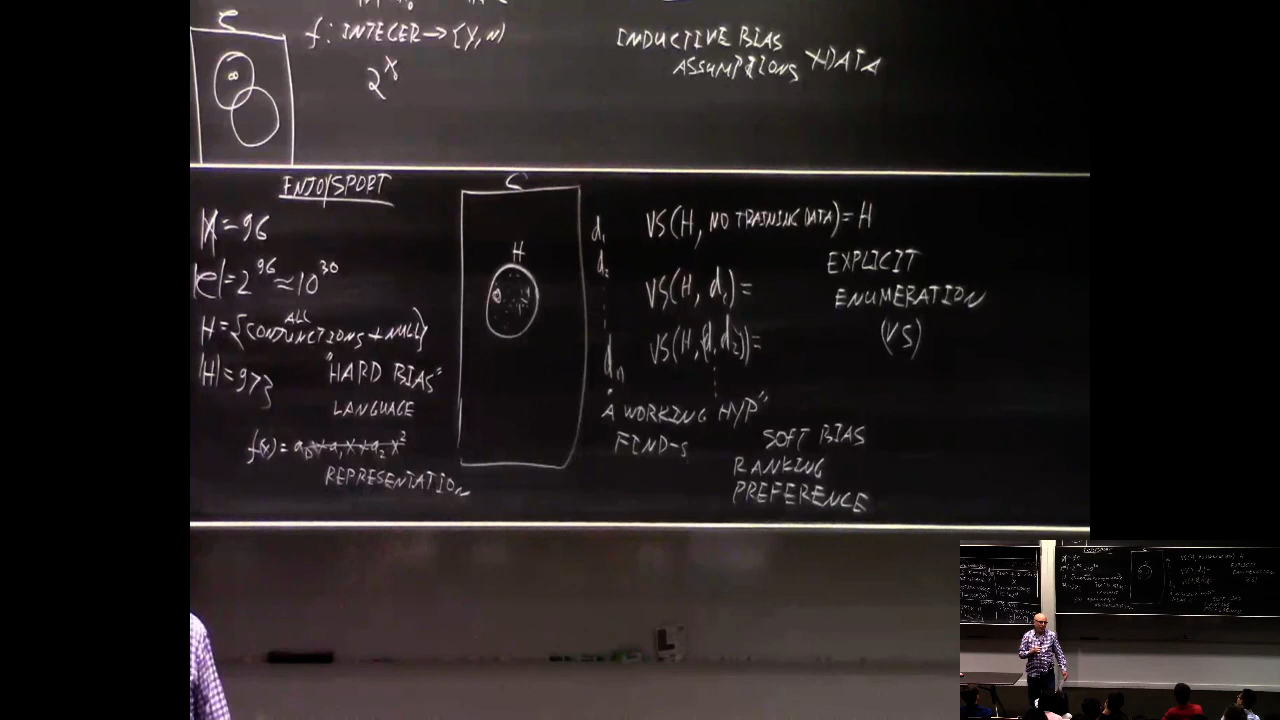 C
f: INTEGER → {Y, N}
2^X
INDUCTIVE BIAS
ASSUMPTIONS X DATA
ENJOYSPORT
|X| = 96
|C| = 2^96 ≈ 10^30
H = {ALL CONJUNCTIONS + NULL}
|H| = 973
"HARD BIAS"
LANGUAGE
f(x) = a₀ + a₁x + a₂x²
REPRESENTATION
C
H
d₁
d₂
dₙ
VS(H, NO TRAINING DATA) = H
VS(H, d₁) =
VS(H, {d₁, d₂}) =
EXPLICIT
ENUMERATION
(VS)
"A WORKING HYP"
FIND-S
SOFT BIAS
RANKING
PREFERENCE